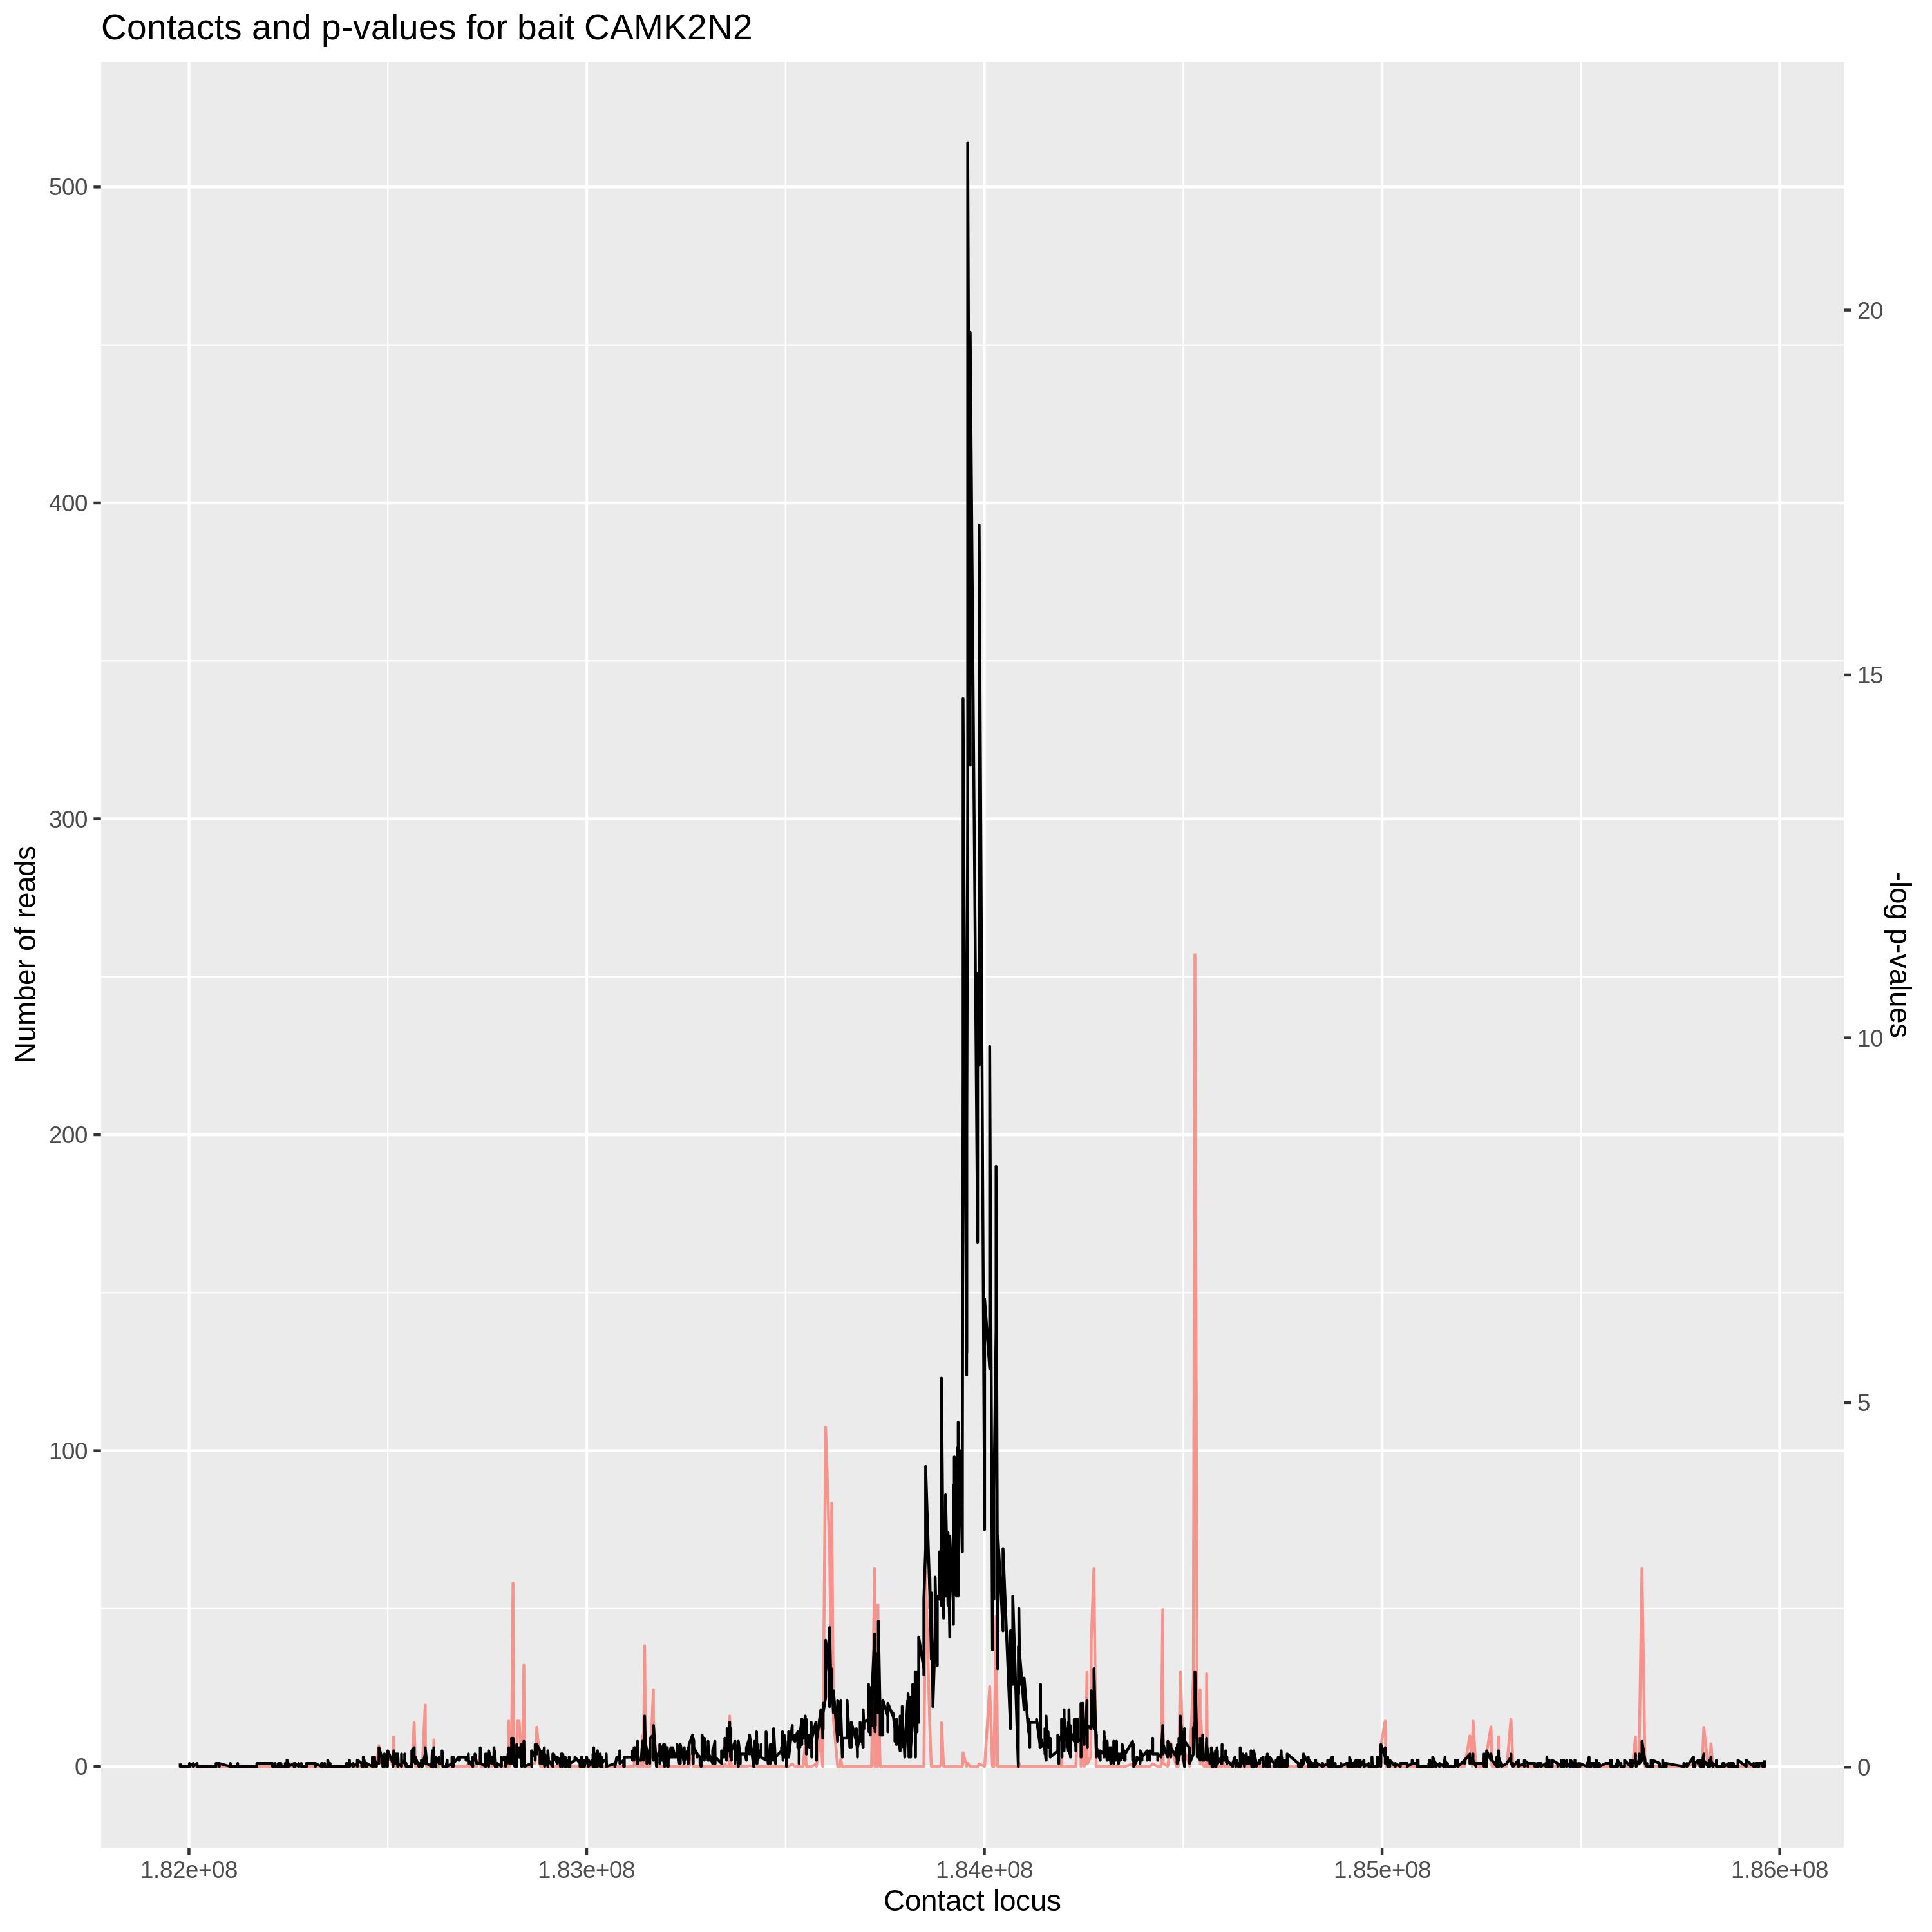 Contacts and p-values for bait CAMK2N2
500
400
300
200
100
0
Number of reads
20
15
10
5
0
-log p-values
1.82e+08
1.83e+08
1.84e+08
1.85e+08
1.86e+08
Contact locus